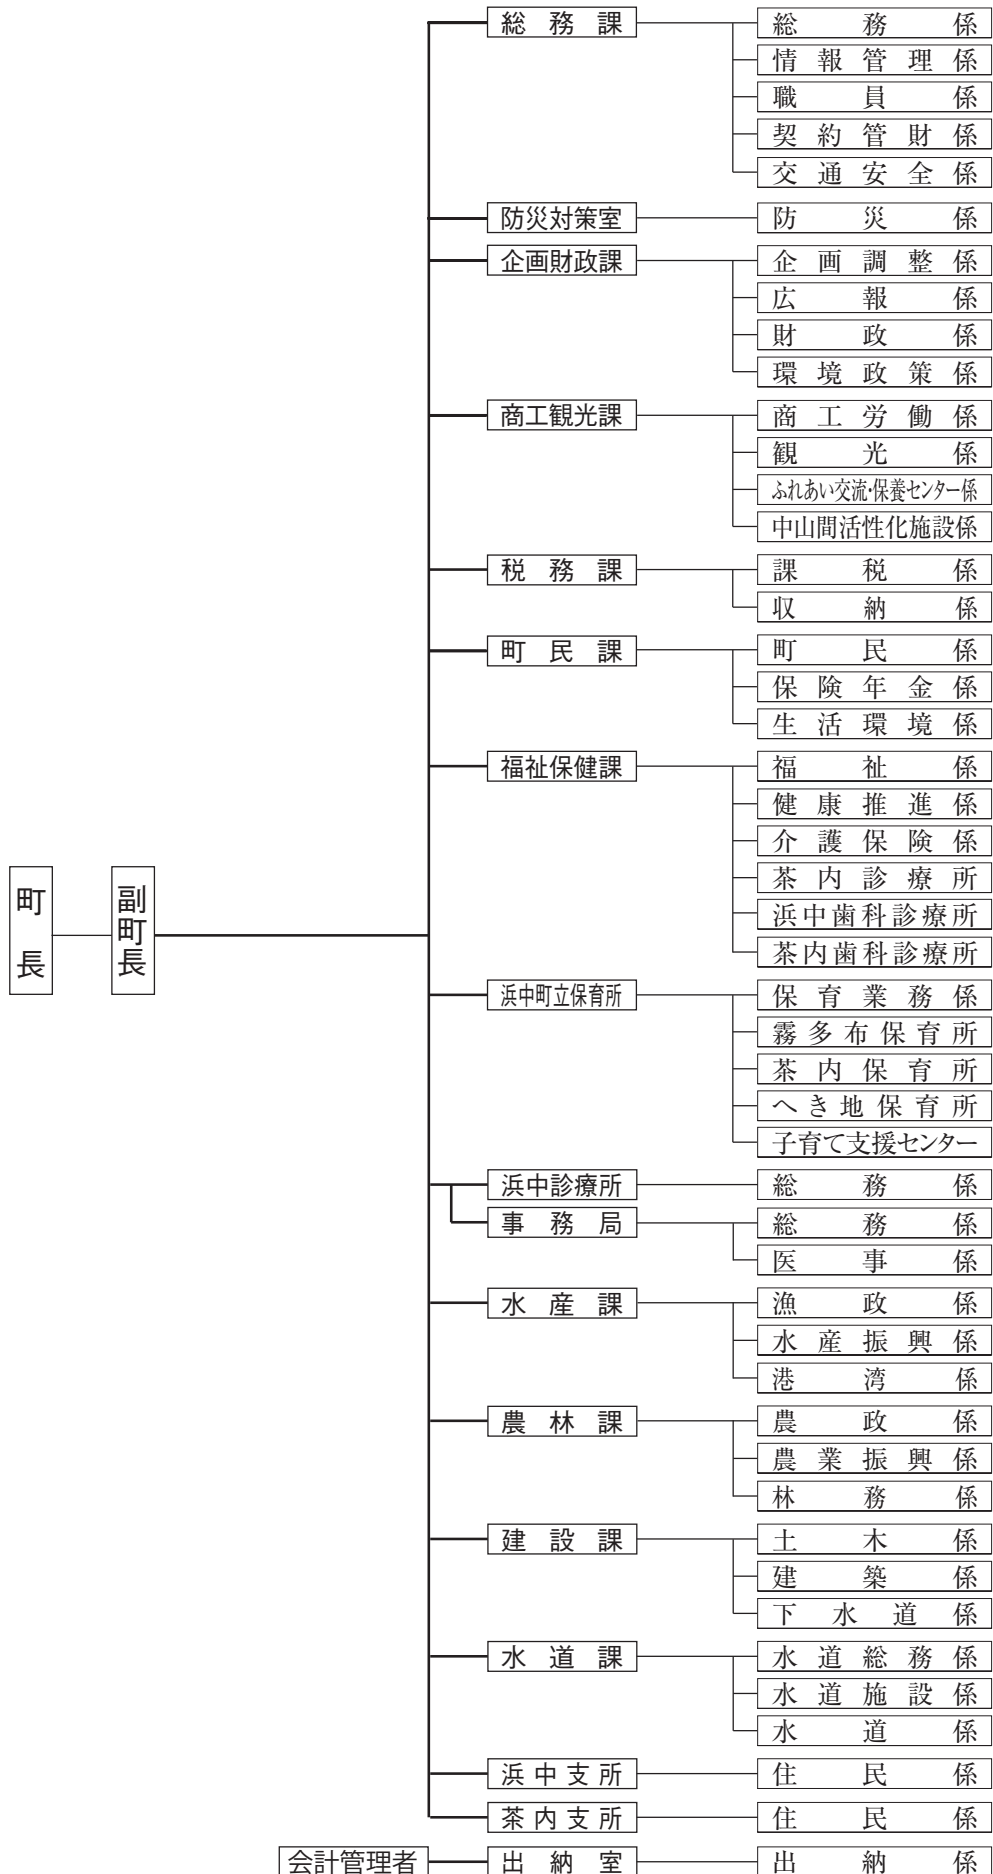 総務課 総務係
情報管理係
職員係
契約管財係
交通安全係
防災対策室 防災係
企画財政課 企画調整係
広報係
財政係
環境政策係
商工観光課 商工労働係
観光係
ふれあい交流・保養センター係
中山間活性化施設係
税務課 課税係
収納係
町民課 町民係
保険年金係
生活環境係
福祉保健課 福祉係
健康推進係
介護保険係
茶内診療所
浜中歯科診療所
茶内歯科診療所
町長 副町長
浜中町立保育所 保育業務係
霧多布保育所
茶内保育所
へき地保育所
子育て支援センター
浜中診療所 総務係
事務局 総務係
医事係
水産課 漁政係
水産振興係
港湾係
農林課 農政係
農業振興係
林務係
建設課 土木係
建築係
下水道係
水道課 水道総務係
水道施設係
水道係
浜中支所 住民係
茶内支所 住民係
会計管理者 出納室 出納係